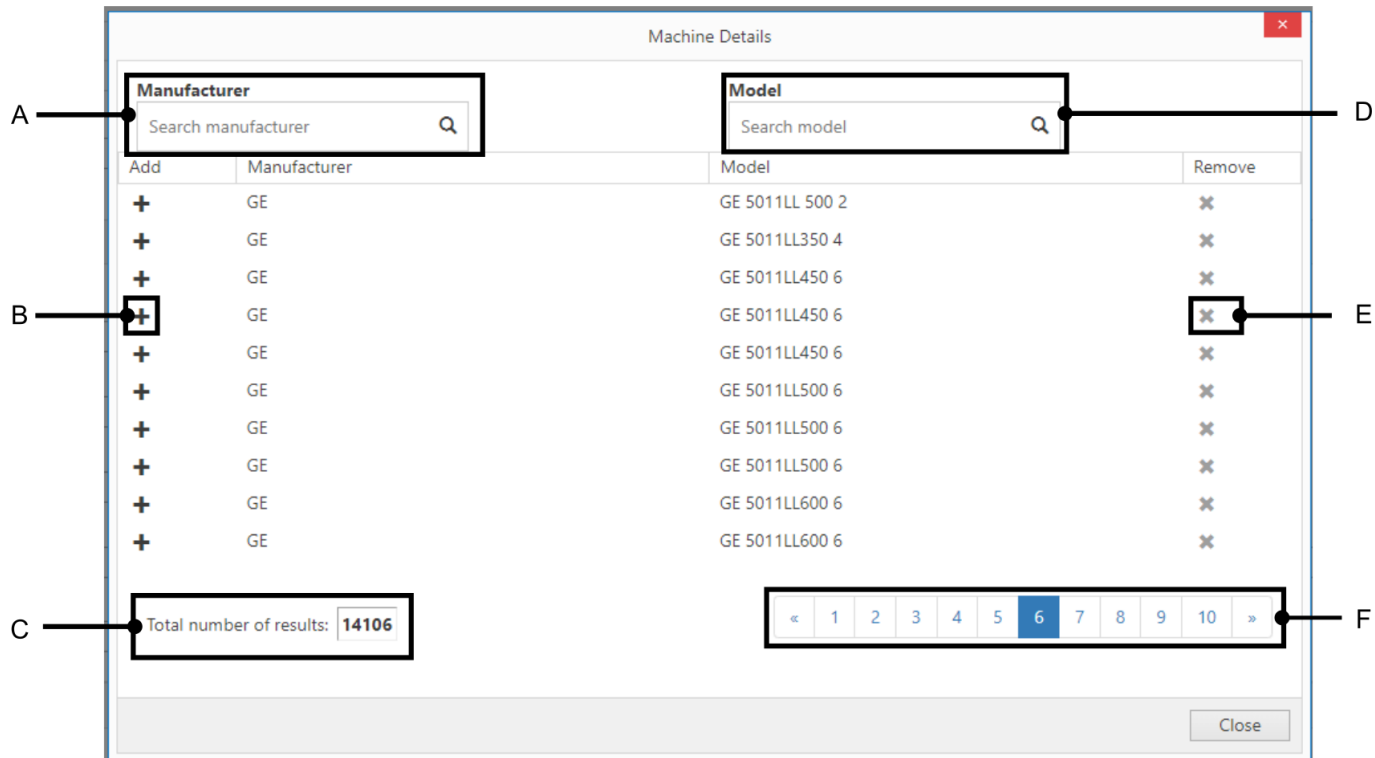 Machine Details
Manufacturer Model
A Search manufacturer Search model D
Add Manufacturer Model Remove
GE GE 5011LL 500 2
GE GE 5011LL350 4
GE GE 5011LL450 6
B GE GE 5011LL450 6 E
GE GE 5011LL450 6
GE GE 5011LL500 6
GE GE 5011LL500 6
GE GE 5011LL500 6
GE GE 5011LL600 6
GE GE 5011LL600 6
C Total number of results: 14106 « 1 2 3 4 5 6 7 8 9 10 » F
Close